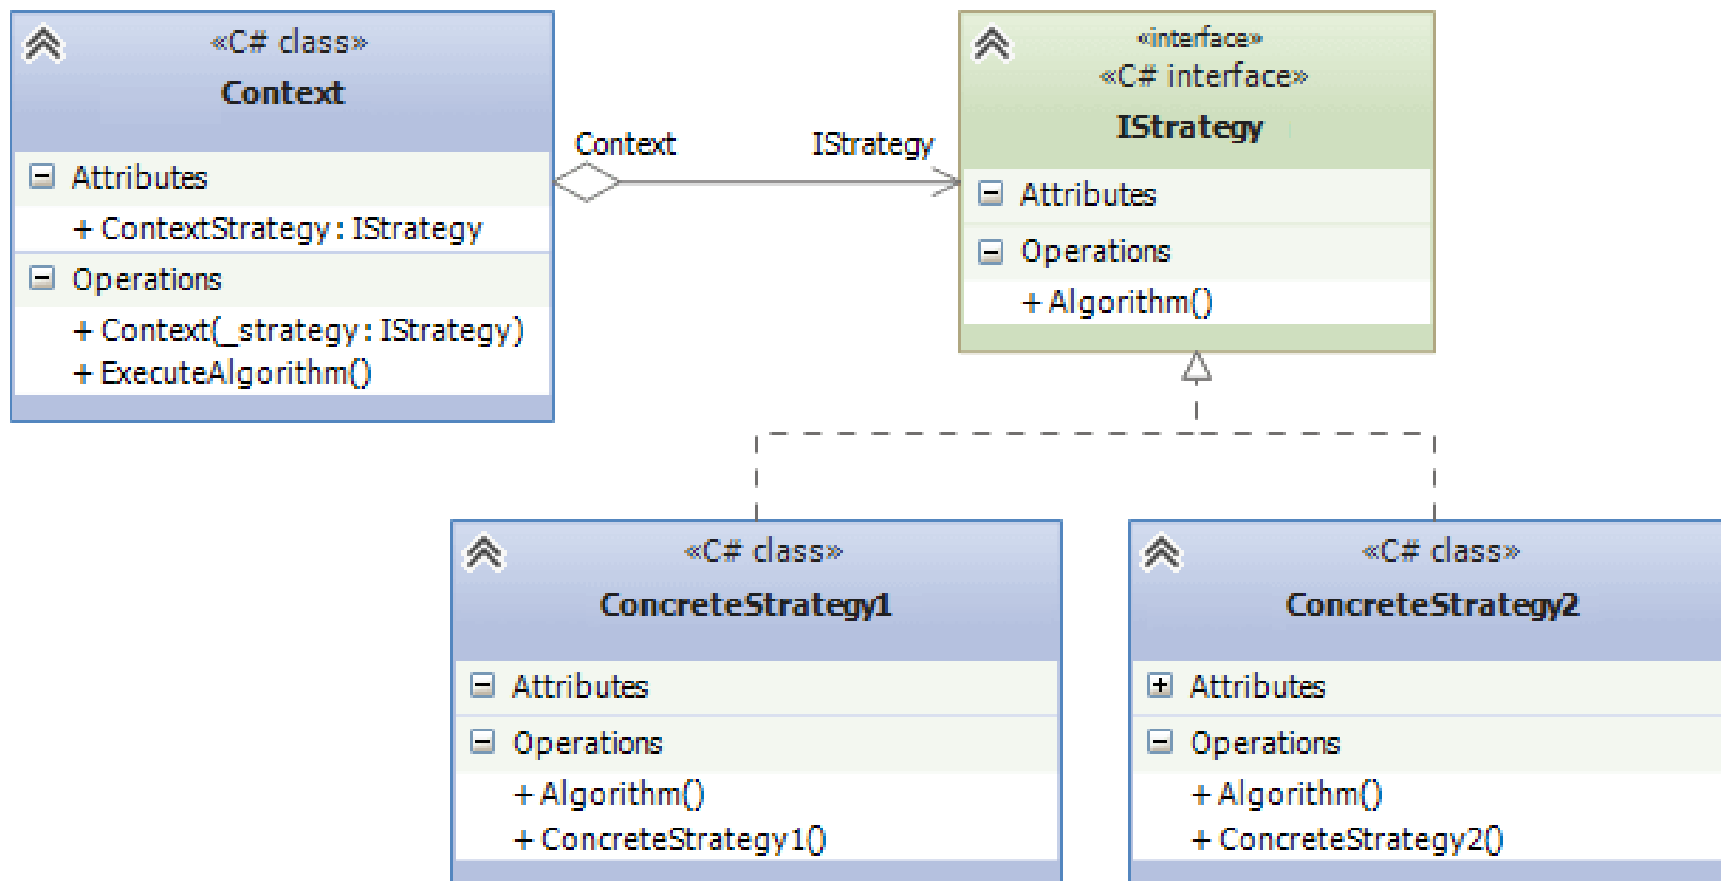 «C# class»
Context
Attributes
+ ContextStrategy : IStrategy
Operations
+ Context(_strategy : IStrategy)
+ ExecuteAlgorithm()
Context
IStrategy
«interface»
«C# interface»
IStrategy
Attributes
Operations
+ Algorithm()
«C# class»
ConcreteStrategy1
Attributes
Operations
+ Algorithm()
+ ConcreteStrategy1()
«C# class»
ConcreteStrategy2
Attributes
Operations
+ Algorithm()
+ ConcreteStrategy2()